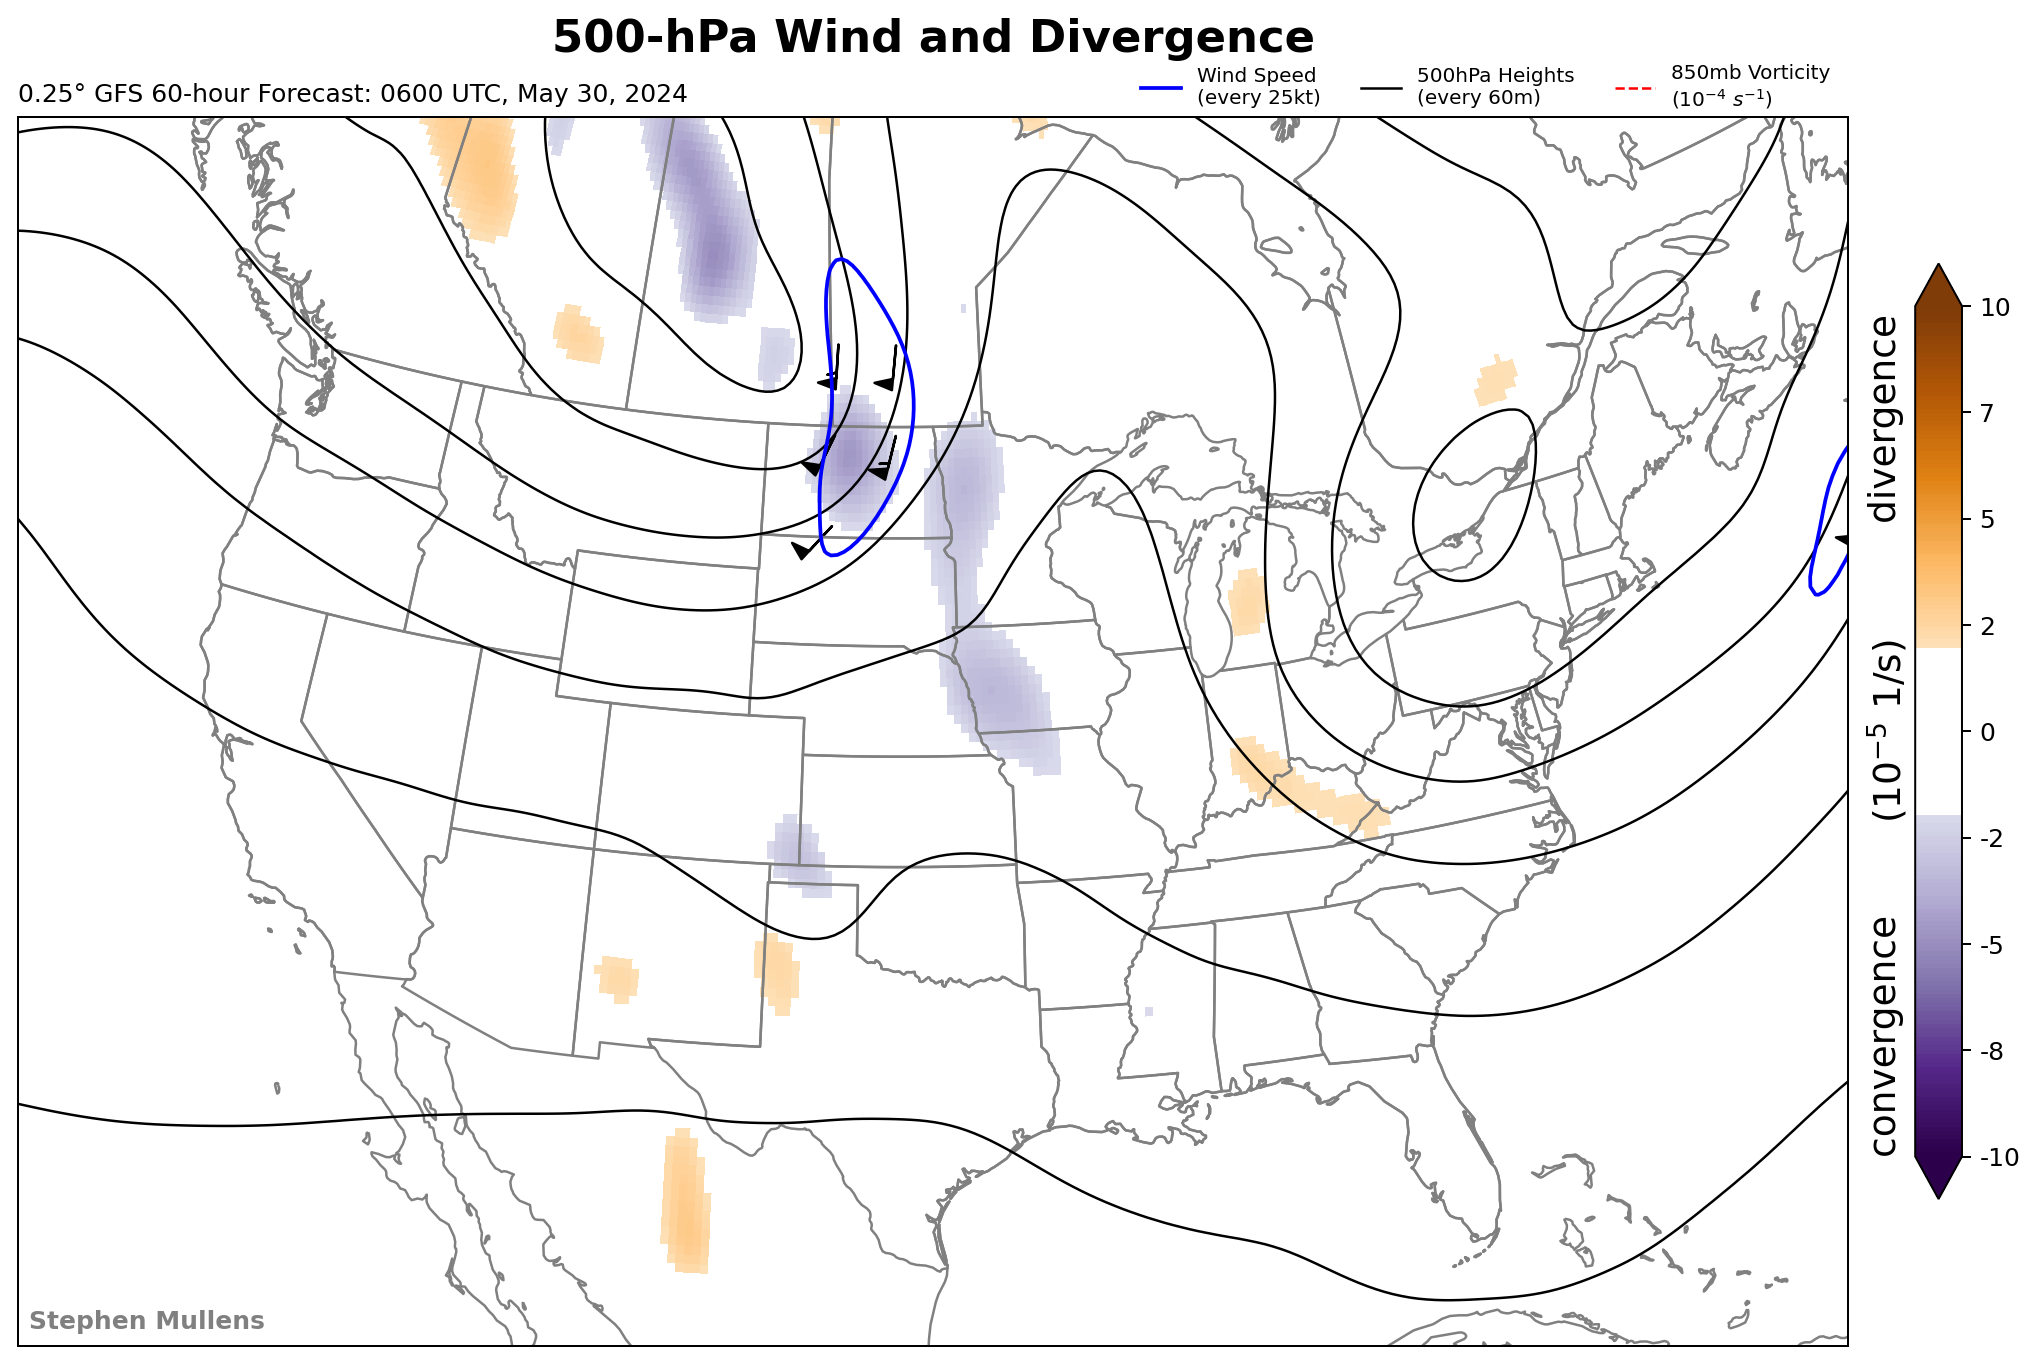 500-hPa Wind and Divergence
0.25° GFS 60-hour Forecast: 0600 UTC, May 30, 2024
Wind Speed
(every 25kt)
500hPa Heights
(every 60m)
850mb Vorticity
(10⁻⁴ s⁻¹)
10
7
5
2
0
-2
-5
-8
-10
convergence (10⁻⁵ 1/s) divergence
Stephen Mullens